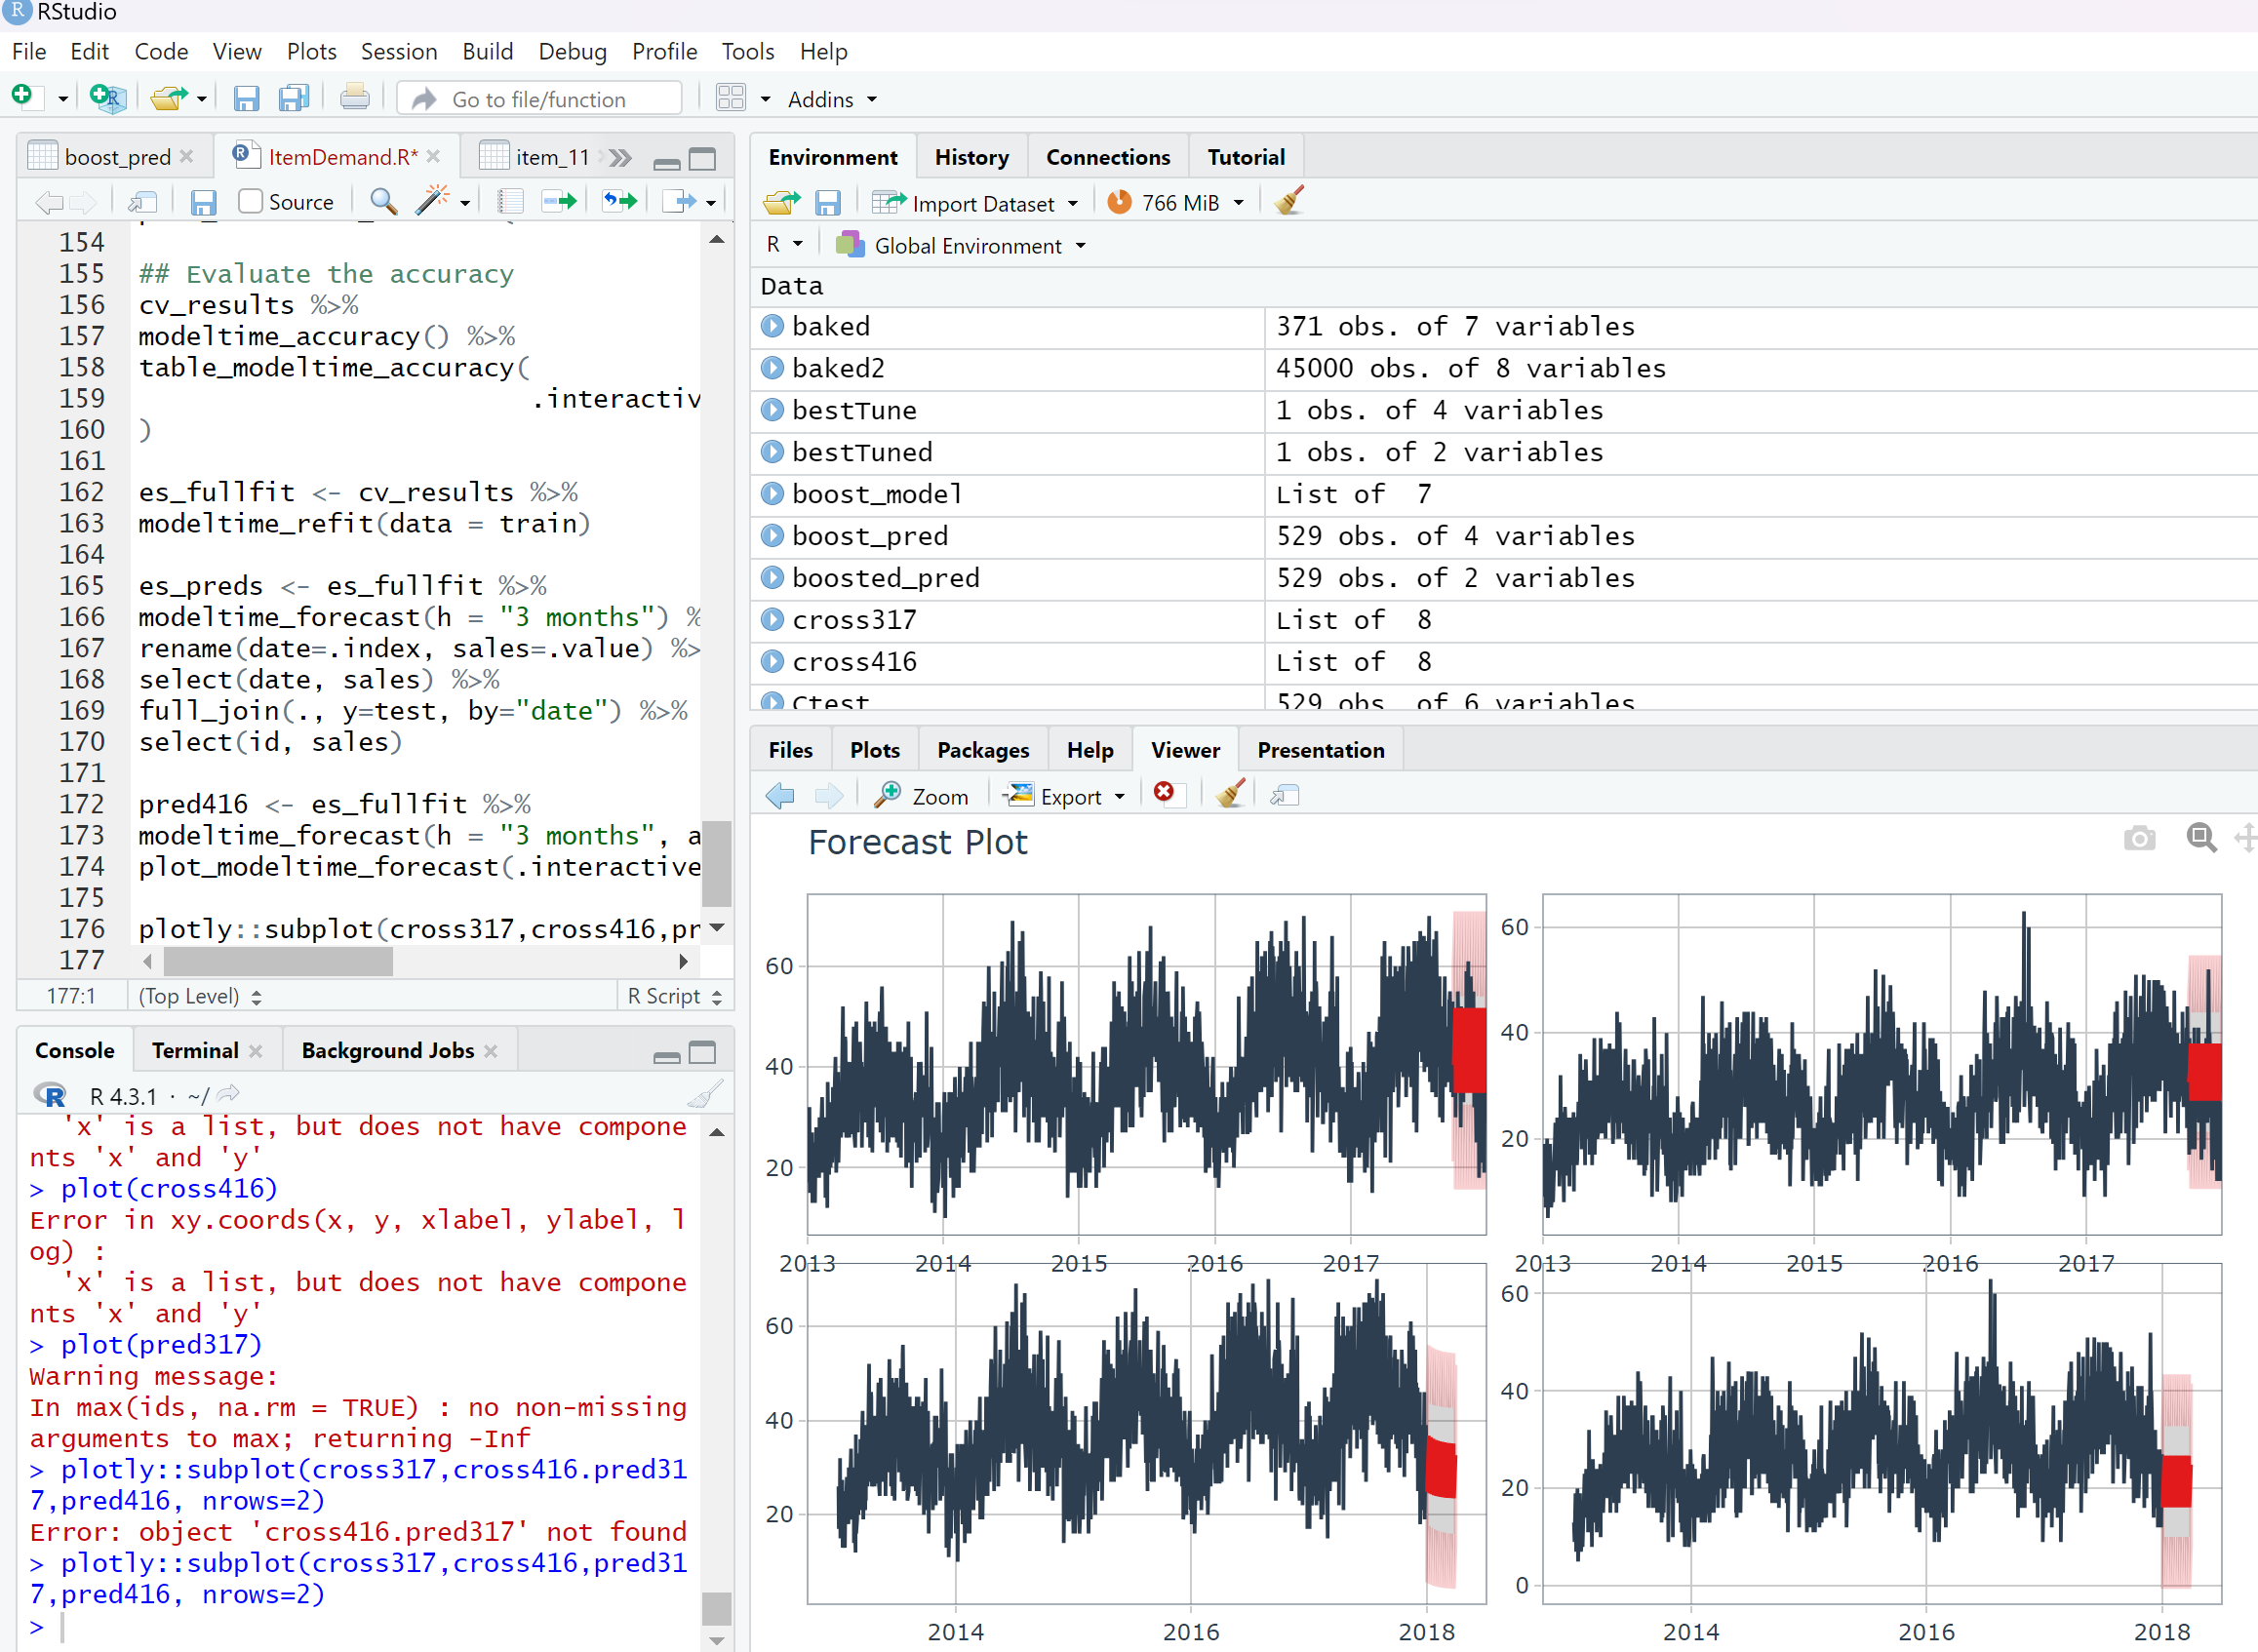 RStudio
File Edit Code View Plots Session Build Debug Profile Tools Help
Go to file/function Addins
boost_pred ItemDemand.R* item_11
Source
154
155 ## Evaluate the accuracy
156 cv_results %>%
157 modeltime_accuracy() %>%
158 table_modeltime_accuracy(
159 .interactiv
160 )
161
162 es_fullfit <- cv_results %>%
163 modeltime_refit(data = train)
164
165 es_preds <- es_fullfit %>%
166 modeltime_forecast(h = "3 months") %
167 rename(date=.index, sales=.value) %>
168 select(date, sales) %>%
169 full_join(., y=test, by="date") %>%
170 select(id, sales)
171
172 pred416 <- es_fullfit %>%
173 modeltime_forecast(h = "3 months", a
174 plot_modeltime_forecast(.interactive
175
176 plotly::subplot(cross317,cross416,pr
177
177:1 (Top Level) R Script
Console Terminal Background Jobs
R 4.3.1 · ~/
'x' is a list, but does not have compone
nts 'x' and 'y'
> plot(cross416)
Error in xy.coords(x, y, xlabel, ylabel, l
og) :
'x' is a list, but does not have compone
nts 'x' and 'y'
> plot(pred317)
Warning message:
In max(ids, na.rm = TRUE) : no non-missing
arguments to max; returning -Inf
> plotly::subplot(cross317,cross416.pred31
7,pred416, nrows=2)
Error: object 'cross416.pred317' not found
> plotly::subplot(cross317,cross416,pred31
7,pred416, nrows=2)
>
Environment History Connections Tutorial
Import Dataset 766 MiB
R Global Environment
Data
baked 371 obs. of 7 variables
baked2 45000 obs. of 8 variables
bestTune 1 obs. of 4 variables
bestTuned 1 obs. of 2 variables
boost_model List of 7
boost_pred 529 obs. of 4 variables
boosted_pred 529 obs. of 2 variables
cross317 List of 8
cross416 List of 8
Ctest 529 obs. of 6 variables
Files Plots Packages Help Viewer Presentation
Zoom Export
Forecast Plot
60
40
20
2013 2014 2015 2016 2017
60
40
20
2013 2014 2015 2016 2017
60
40
20
2014 2016 2018
60
40
20
0
2014 2016 2018